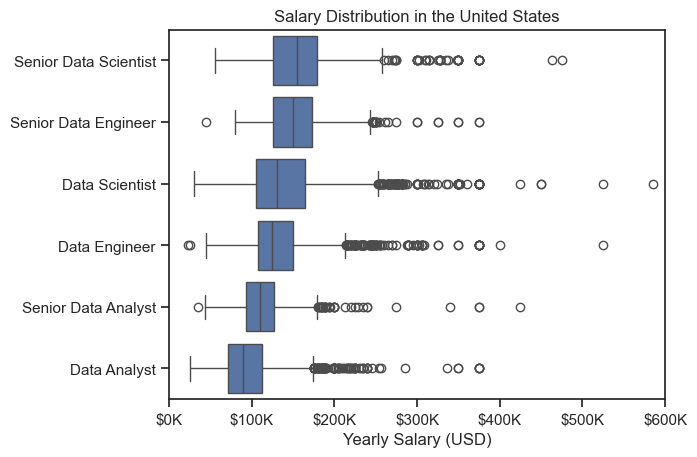 Salary Distribution in the United States
Senior Data Scientist
Senior Data Engineer
Data Scientist
Data Engineer
Senior Data Analyst
Data Analyst
$0K $100K $200K $300K $400K $500K $600K
Yearly Salary (USD)